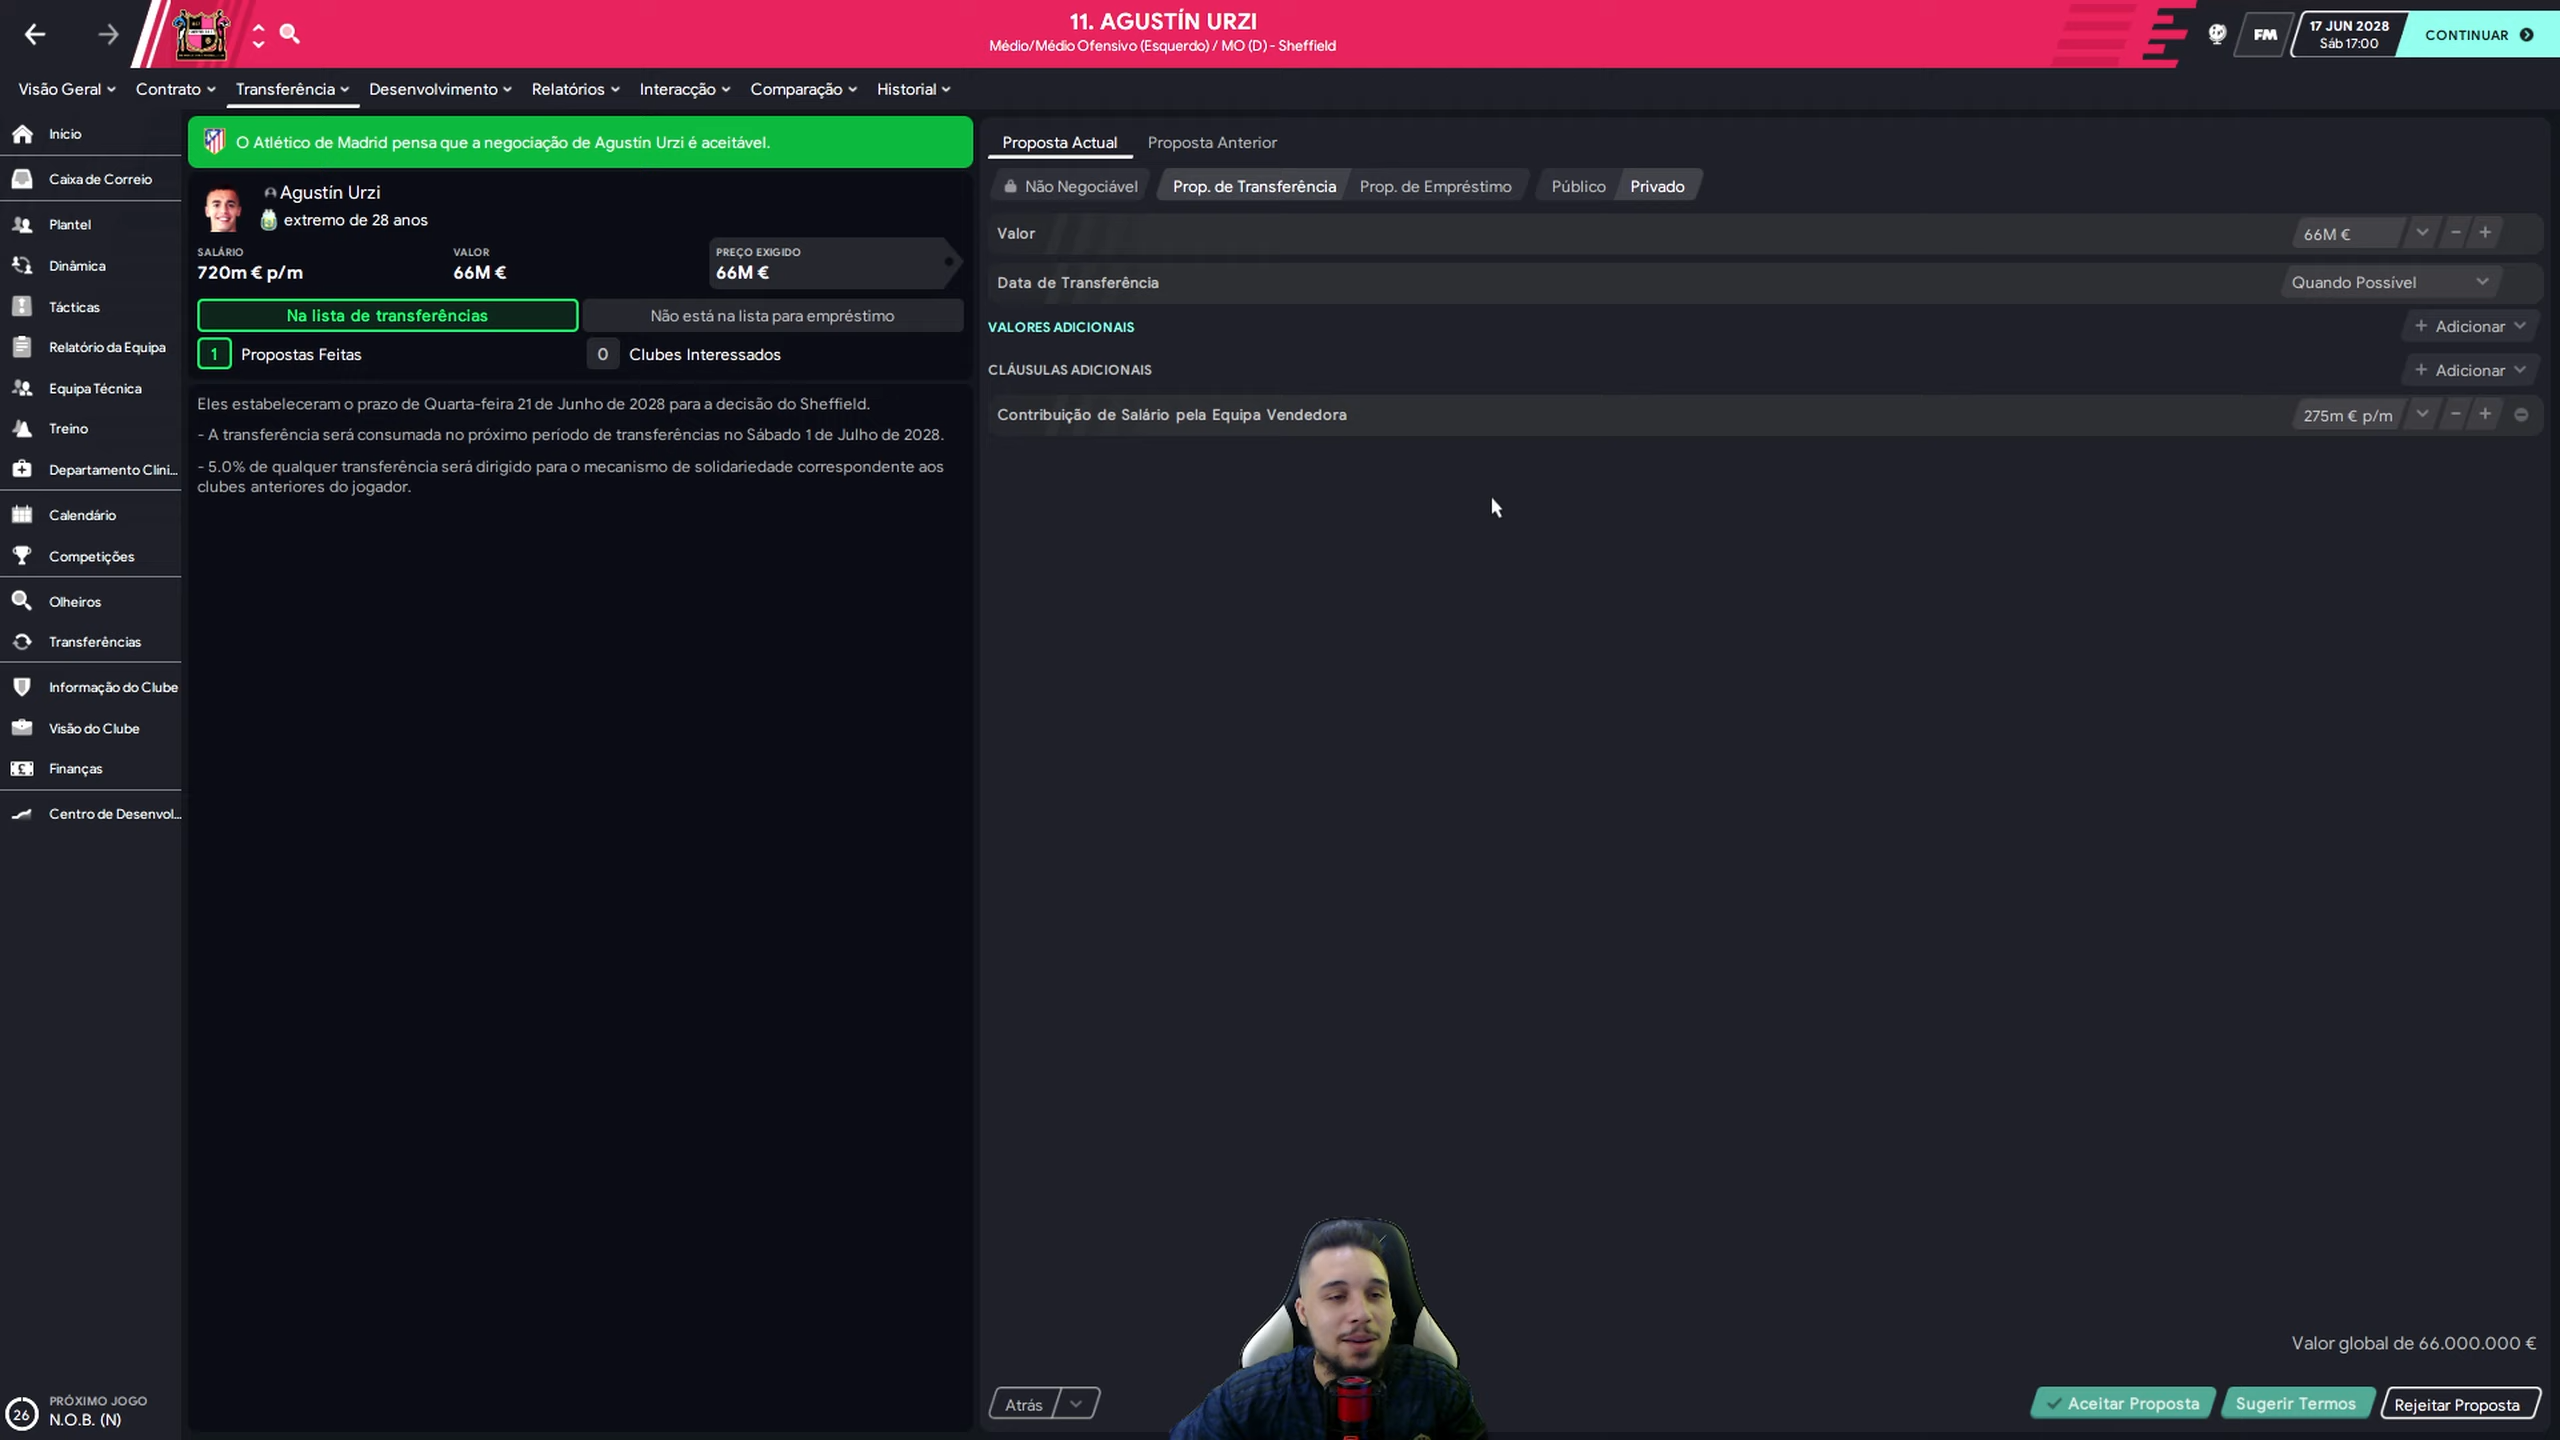 11. AGUSTÍN URZI
Médio/Médio Ofensivo (Esquerdo) / MO (D) - Sheffield
FM
17 JUN 2028
Sáb 17:00
CONTINUAR
Visão Geral
Contrato
Transferência
Desenvolvimento
Relatórios
Interacção
Comparação
Historial
Início
Caixa de Correio
Plantel
Dinâmica
Tácticas
Relatório da Equipa
Equipa Técnica
Treino
Departamento Clíni...
Calendário
Competições
Olheiros
Transferências
Informação do Clube
Visão do Clube
Finanças
Centro de Desenvol...
26
PRÓXIMO JOGO
N.O.B. (N)
O Atlético de Madrid pensa que a negociação de Agustín Urzi é aceitável.
Agustín Urzi
extremo de 28 anos
SALÁRIO
720m € p/m
VALOR
66M €
PREÇO EXIGIDO
66M €
Na lista de transferências
Não está na lista para empréstimo
1 Propostas Feitas
0 Clubes Interessados
Eles estabeleceram o prazo de Quarta-feira 21 de Junho de 2028 para a decisão do Sheffield.
- A transferência será consumada no próximo período de transferências no Sábado 1 de Julho de 2028.
- 5.0% de qualquer transferência será dirigido para o mecanismo de solidariedade correspondente aos
clubes anteriores do jogador.
Proposta Actual
Proposta Anterior
Não Negociável
Prop. de Transferência
Prop. de Empréstimo
Público
Privado
Valor
66M €
Data de Transferência
Quando Possível
VALORES ADICIONAIS
+ Adicionar
CLÁUSULAS ADICIONAIS
+ Adicionar
Contribuição de Salário pela Equipa Vendedora
275m € p/m
Valor global de 66.000.000 €
Atrás
Aceitar Proposta
Sugerir Termos
Rejeitar Proposta